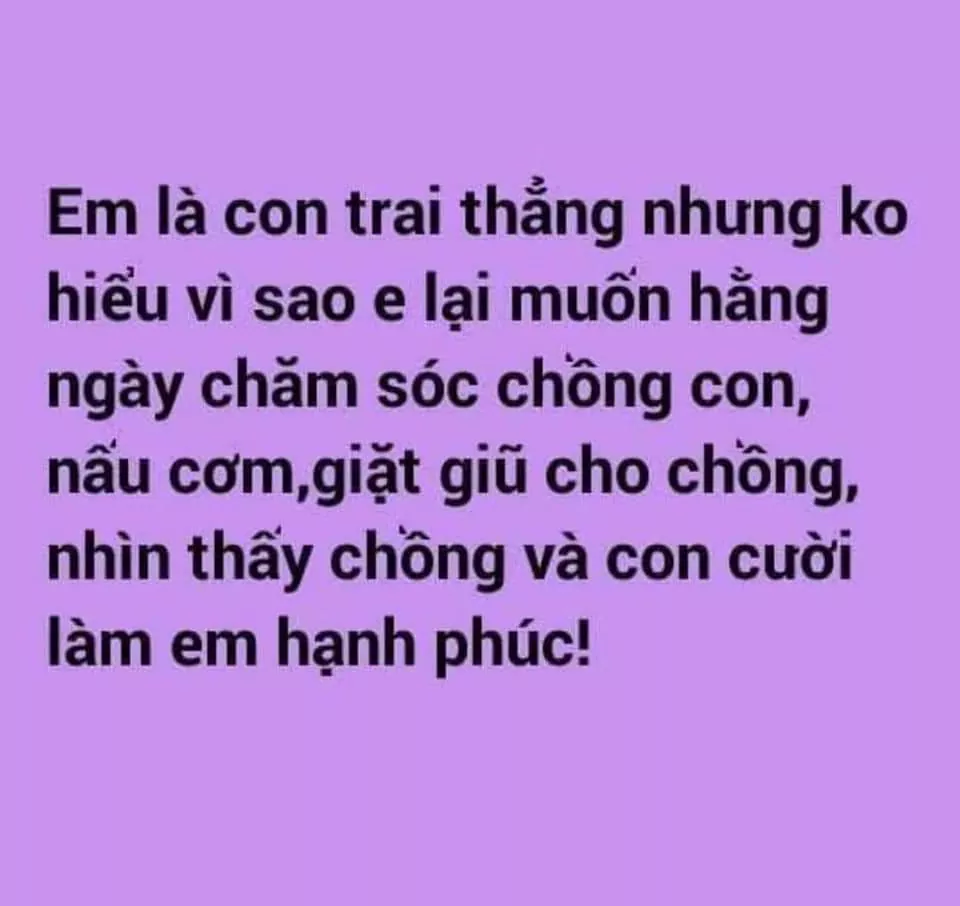 Em là con trai thẳng nhưng ko
hiểu vì sao e lại muốn hằng
ngày chăm sóc chồng con,
nấu cơm,giặt giũ cho chồng,
nhìn thấy chồng và con cười
làm em hạnh phúc!